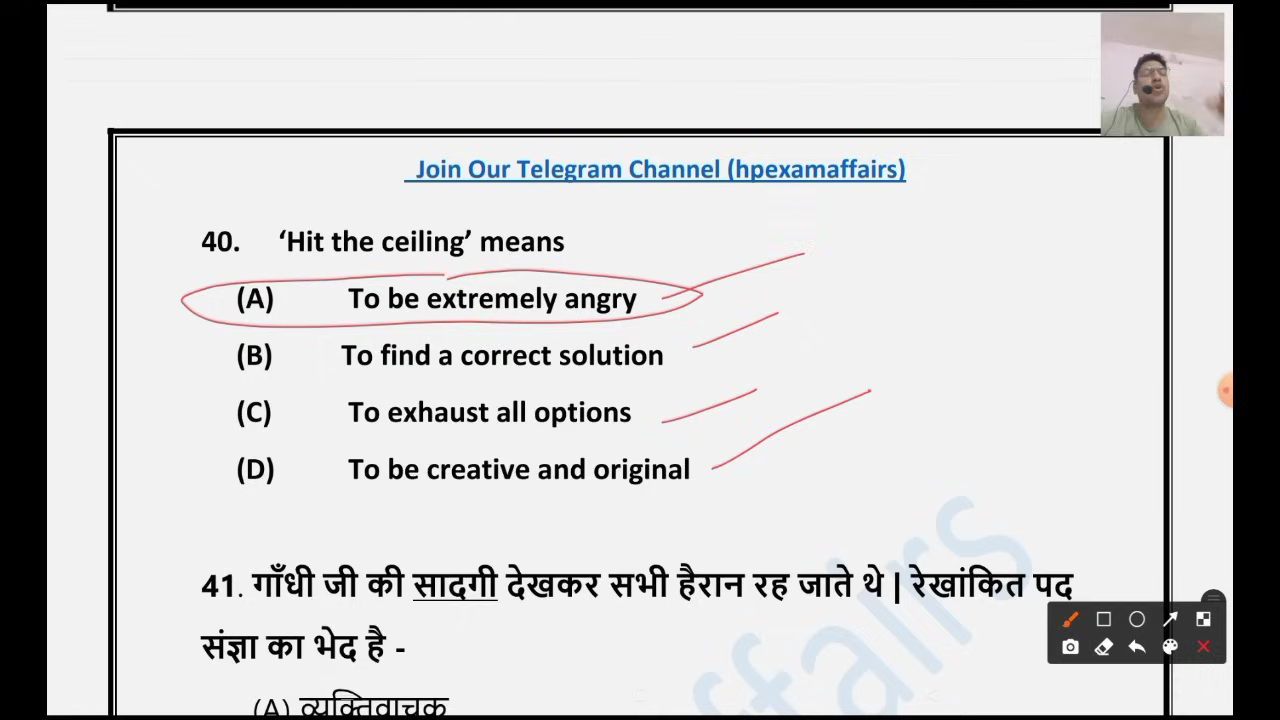 Join Our Telegram Channel (hpexamaffairs)
40. ‘Hit the ceiling’ means
(A) To be extremely angry
(B) To find a correct solution
(C) To exhaust all options
(D) To be creative and original
41. गाँधी जी की सादगी देखकर सभी हैरान रह जाते थे | रेखांकित पद
संज्ञा का भेद है -
(A) व्यक्तिवाचक
ffairs